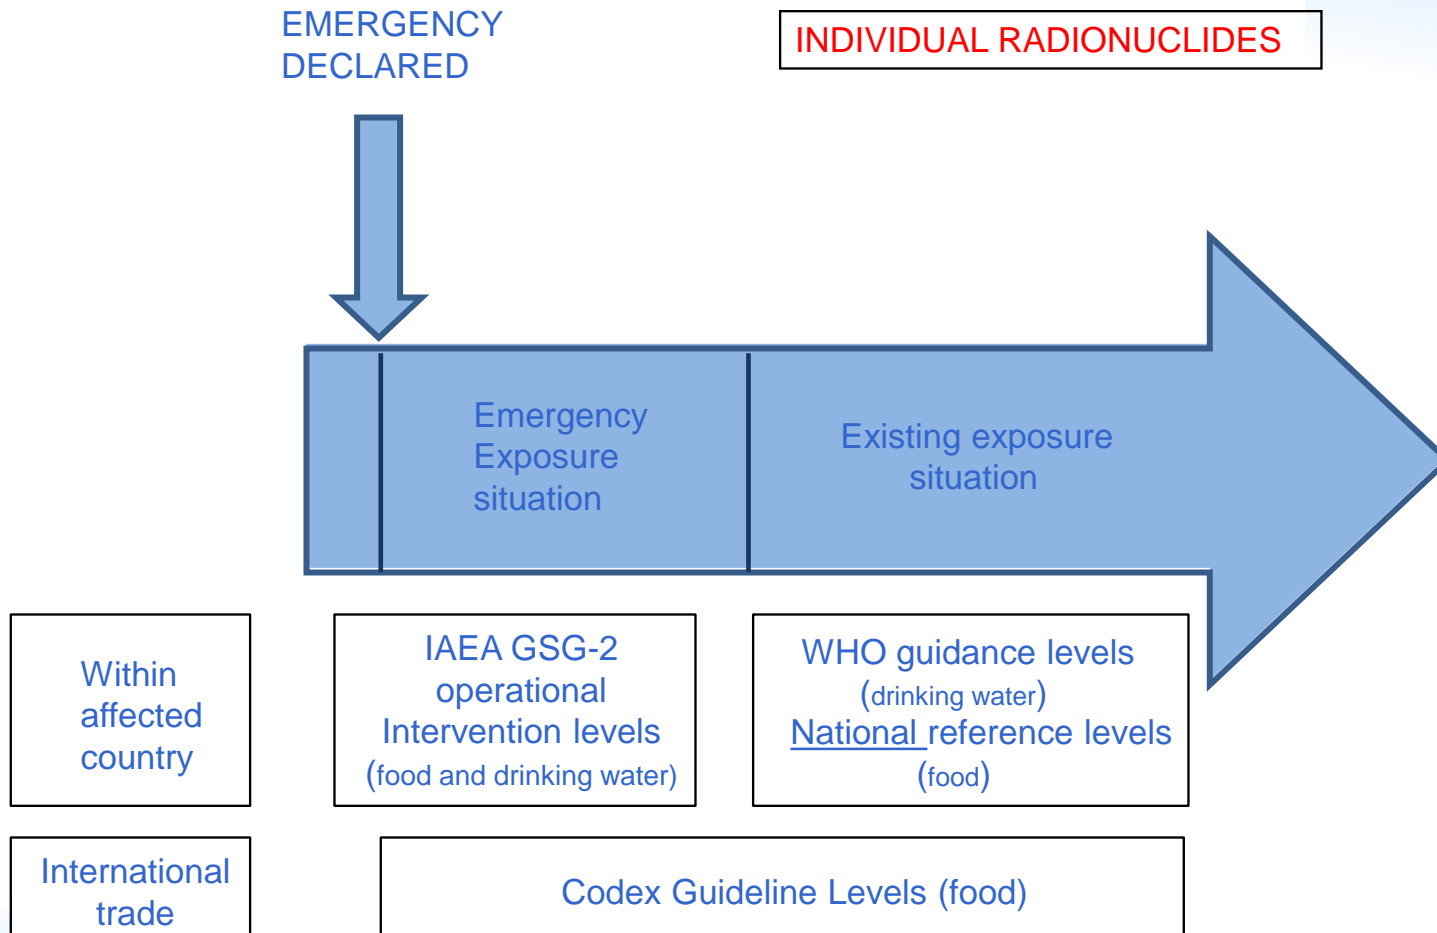 EMERGENCY
DECLARED
INDIVIDUAL RADIONUCLIDES
Emergency
Exposure
situation
Existing exposure
situation
Within
affected
country
IAEA GSG-2
operational
Intervention levels
(food and drinking water)
WHO guidance levels
(drinking water)
National reference levels
(food)
International
trade
Codex Guideline Levels (food)